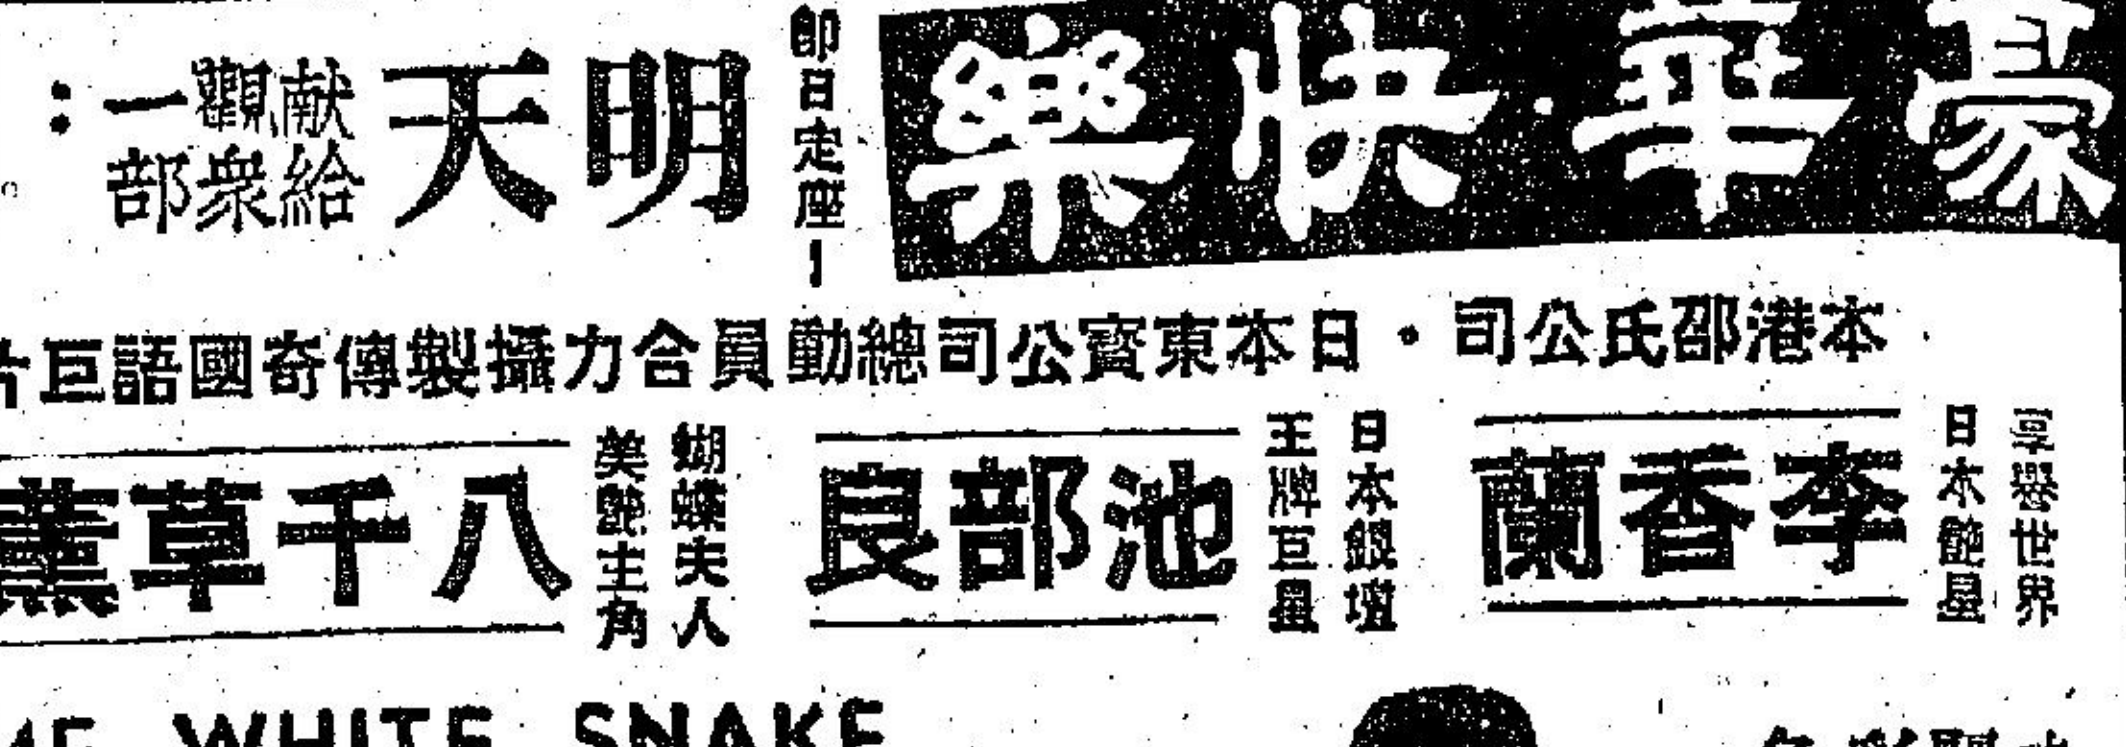 豪華·快樂
即日定座!
明天
献給
觀眾
一部:
本港邵氏公司·日本東寶公司總動員合力攝製傳奇國語巨片
享譽世界
日本艷星
李香蘭
日本銀壇
王牌巨星
池部良
蝴蝶夫人
美艷主角
八千草薰
WHITE SNAKE